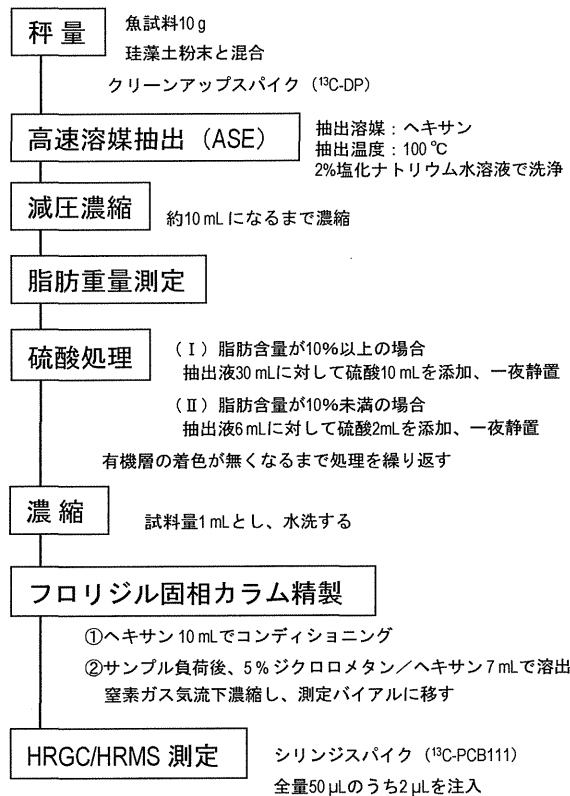 秤 量
魚試料10 g
珪藻土粉末と混合
クリーンアップスパイク（¹³C-DP）
高速溶媒抽出（ASE）
抽出溶媒：ヘキサン
抽出温度：100 ℃
2%塩化ナトリウム水溶液で洗浄
減圧濃縮
約10 mL になるまで濃縮
脂肪重量測定
硫酸処理
（Ⅰ）脂肪含量が10%以上の場合
抽出液30 mLに対して硫酸10 mLを添加、一夜静置
（Ⅱ）脂肪含量が10%未満の場合
抽出液6 mLに対して硫酸2mLを添加、一夜静置
有機層の着色が無くなるまで処理を繰り返す
濃 縮
試料量1 mLとし、水洗する
フロリジル固相カラム精製
①ヘキサン 10 mLでコンディショニング
②サンプル負荷後、5 % ジクロロメタン／ヘキサン 7 mLで溶出
窒素ガス気流下濃縮し、測定バイアルに移す
HRGC/HRMS 測定
シリンジスパイク（¹³C-PCB111）
全量50 μLのうち2 μLを注入